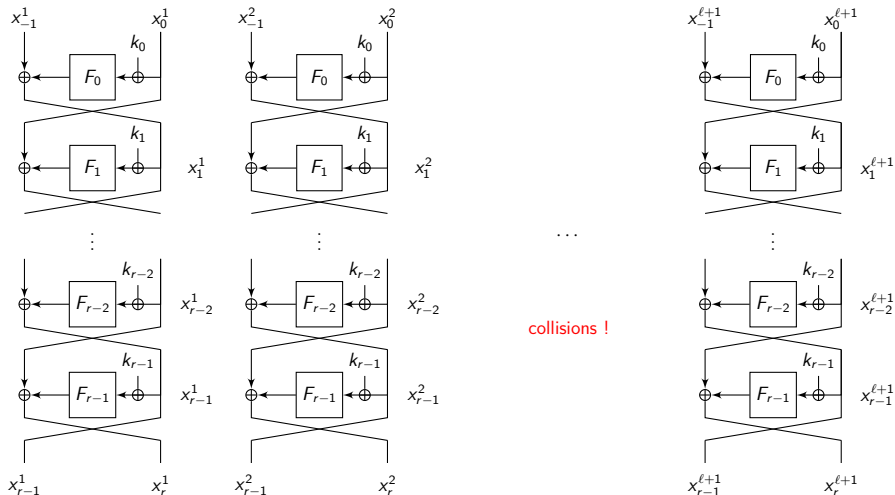 x_{-1}^1 x_0^1 x_{-1}^2 x_0^2 x_{-1}^{ℓ+1} x_0^{ℓ+1}
k_0 k_0 k_0
F_0 F_0 F_0
k_1 k_1 k_1
F_1 x_1^1 F_1 x_1^2 F_1 x_1^{ℓ+1}
⋮ ⋮ ⋯ ⋮
k_{r−2} k_{r−2} k_{r−2}
F_{r−2} x_{r−2}^1 F_{r−2} x_{r−2}^2 F_{r−2} x_{r−2}^{ℓ+1}
collisions !
k_{r−1} k_{r−1} k_{r−1}
F_{r−1} x_{r−1}^1 F_{r−1} x_{r−1}^2 F_{r−1} x_{r−1}^{ℓ+1}
x_{r−1}^1 x_r^1 x_{r−1}^2 x_r^2 x_{r−1}^{ℓ+1} x_r^{ℓ+1}